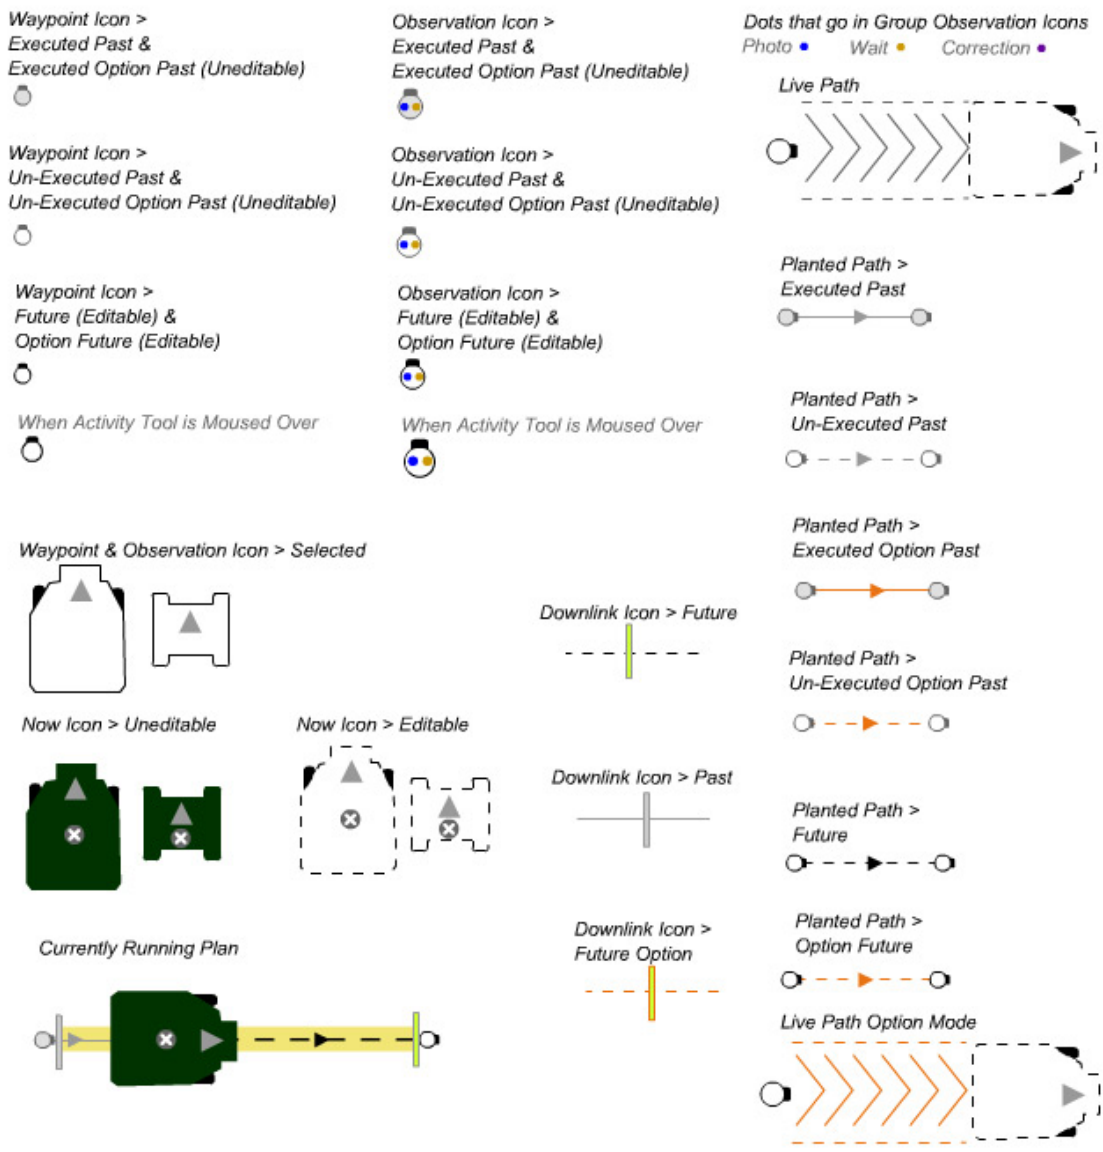 Waypoint Icon >
Executed Past &
Executed Option Past (Uneditable)
Observation Icon >
Executed Past &
Executed Option Past (Uneditable)
Dots that go in Group Observation Icons
Photo Wait Correction
Live Path
Waypoint Icon >
Un-Executed Past &
Un-Executed Option Past (Uneditable)
Observation Icon >
Un-Executed Past &
Un-Executed Option Past (Uneditable)
Planted Path >
Executed Past
Waypoint Icon >
Future (Editable) &
Option Future (Editable)
Observation Icon >
Future (Editable) &
Option Future (Editable)
Planted Path >
Un-Executed Past
When Activity Tool is Moused Over
When Activity Tool is Moused Over
Planted Path >
Executed Option Past
Waypoint & Observation Icon > Selected
Downlink Icon > Future
Planted Path >
Un-Executed Option Past
Now Icon > Uneditable
Now Icon > Editable
Downlink Icon > Past
Planted Path >
Future
Currently Running Plan
Downlink Icon >
Future Option
Planted Path >
Option Future
Live Path Option Mode